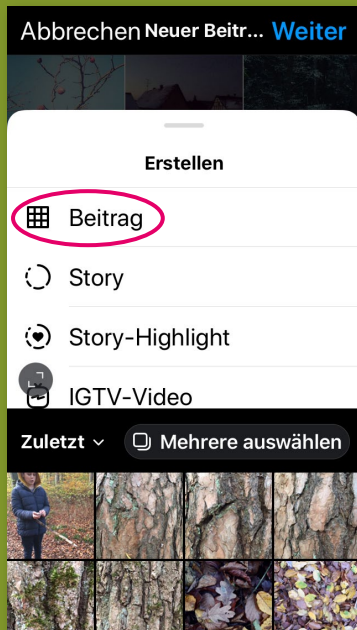 Abbrechen Neuer Beitr... Weiter
Erstellen
Beitrag
Story
Story-Highlight
IGTV-Video
Zuletzt
Mehrere auswählen